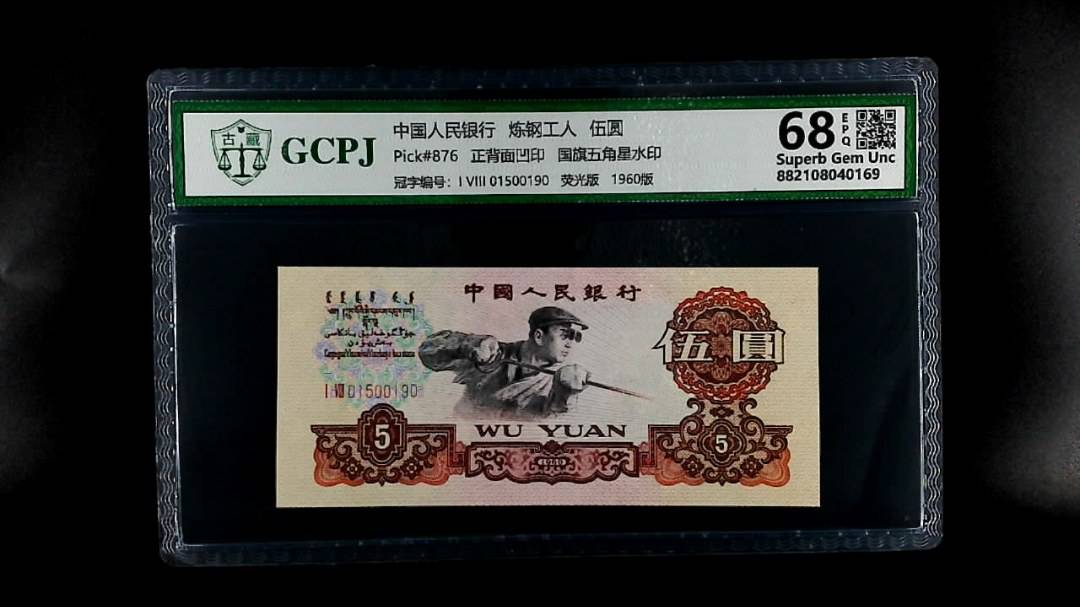 古藏
GCPJ
中国人民银行 炼钢工人 伍圆
Pick#876 正背面凹印 国旗五角星水印
冠字编号: I VIII 01500190 荧光版 1960版
68 EPQ
Superb Gem Unc
882108040169
中國人民銀行
伍圓
I VIII 01500190
5
WU YUAN
1960
5